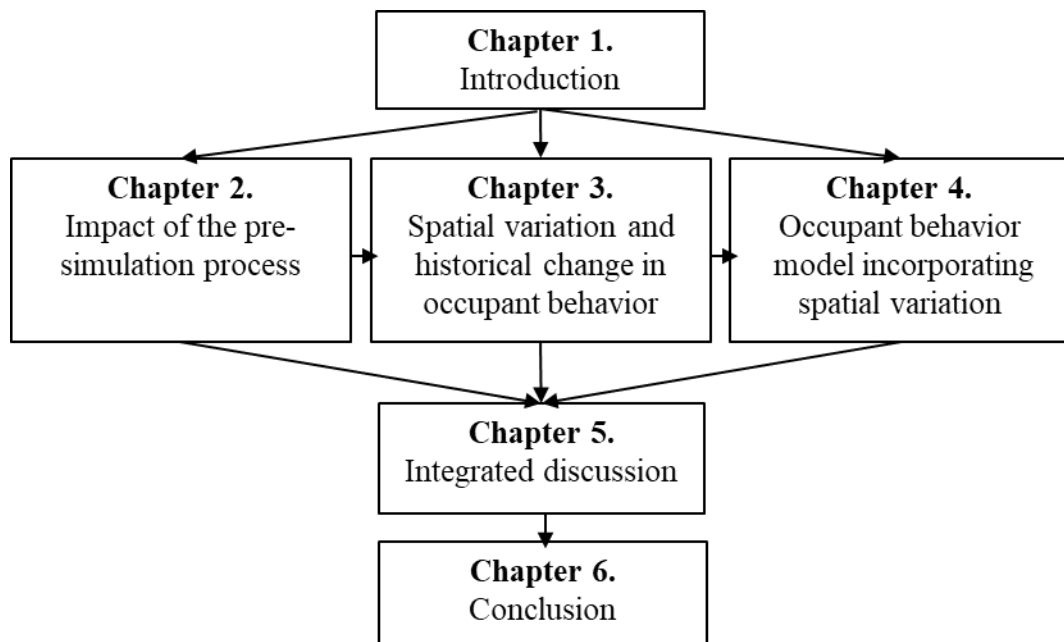 Chapter 1.
Introduction
Chapter 2.
Impact of the pre-
simulation process
Chapter 3.
Spatial variation and
historical change in
occupant behavior
Chapter 4.
Occupant behavior
model incorporating
spatial variation
Chapter 5.
Integrated discussion
Chapter 6.
Conclusion